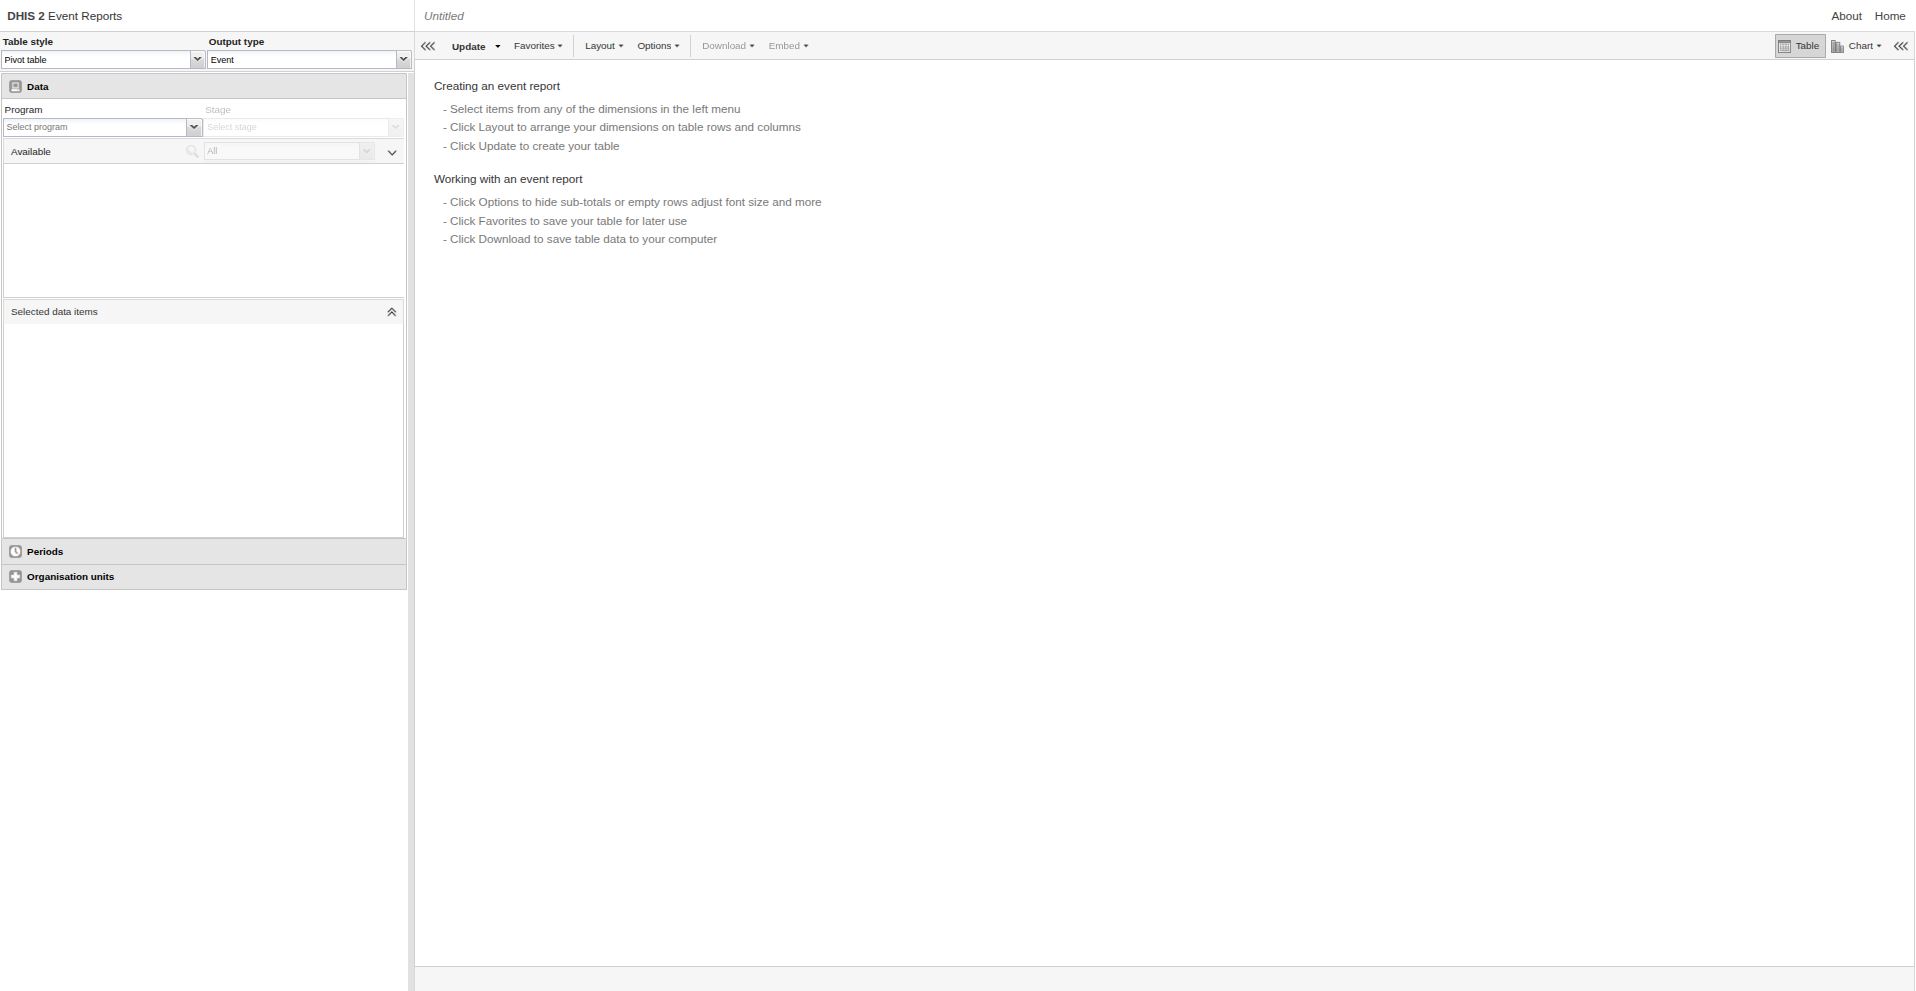 DHIS 2 Event Reports
Untitled
About Home
Table style Output type
Pivot table Event
Update Favorites Layout Options Download Embed
Table Chart
Data
Program Stage
Select program Select stage
Available All
Selected data items
Periods
Organisation units
Creating an event report
- Select items from any of the dimensions in the left menu
- Click Layout to arrange your dimensions on table rows and columns
- Click Update to create your table
Working with an event report
- Click Options to hide sub-totals or empty rows adjust font size and more
- Click Favorites to save your table for later use
- Click Download to save table data to your computer